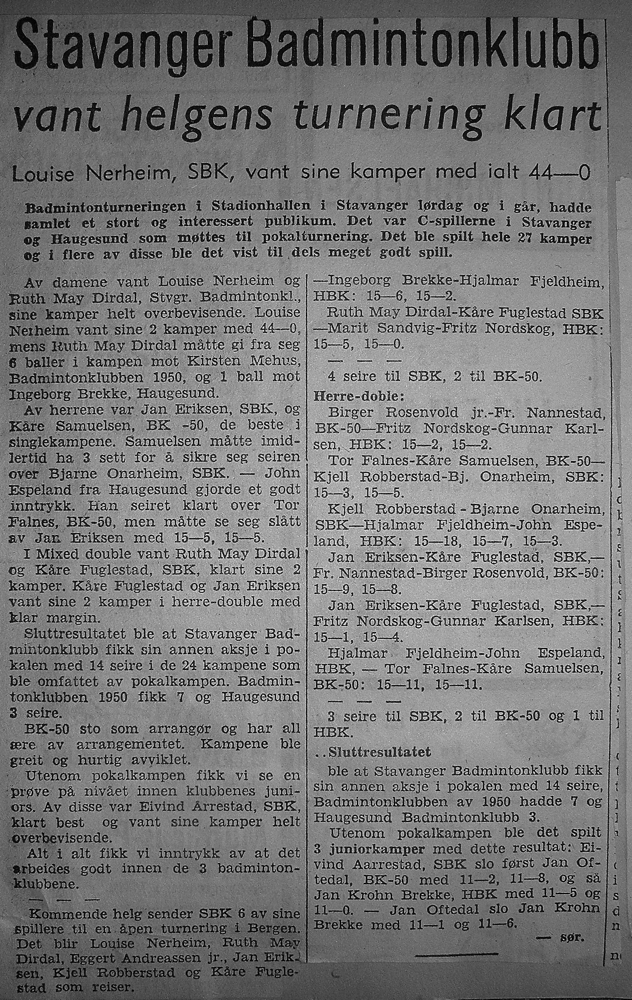 Stavanger Badmintonklubb
vant helgens turnering klart
Louise Nerheim, SBK, vant sine kamper med ialt 44—0
Badmintonturneringen i Stadionhallen i Stavanger lørdag og i går, hadde
samlet et stort og interessert publikum. Det var C-spillerne i Stavanger
og Haugesund som møttes til pokalturnering. Det ble spilt hele 27 kamper
og i flere av disse ble det vist til dels meget godt spill.
Av damene vant Louise Nerheim og
Ruth May Dirdal, Stvgr. Badmintonkl.,
sine kamper helt overbevisende. Louise
Nerheim vant sine 2 kamper med 44—0,
mens Ruth May Dirdal måtte gi fra seg
6 baller i kampen mot Kirsten Mehus,
Badmintonklubben 1950, og 1 ball mot
Ingeborg Brekke, Haugesund.
Av herrene var Jan Eriksen, SBK, og
Kåre Samuelsen, BK -50, de beste i
singlekampene. Samuelsen måtte imid-
lertid ha 3 sett for å sikre seg seiren
over Bjarne Onarheim, SBK. — John
Espeland fra Haugesund gjorde et godt
inntrykk. Han seiret klart over Tor
Falnes, BK-50, men måtte se seg slått
av Jan Eriksen med 15—5, 15—5.
I Mixed double vant Ruth May Dirdal
og Kåre Fuglestad, SBK, klart sine 2
kamper. Kåre Fuglestad og Jan Eriksen
vant sine 2 kamper i herre-double med
klar margin.
Sluttresultatet ble at Stavanger Bad-
mintonklubb fikk sin annen aksje i po-
kalen med 14 seire i de 24 kampene som
ble omfattet av pokalkampen. Badmin-
tonklubben 1950 fikk 7 og Haugesund
3 seire.
BK-50 sto som arrangør og har all
ære av arrangementet. Kampene ble
greit og hurtig avviklet.
Utenom pokalkampen fikk vi se en
prøve på nivået innen klubbenes juni-
ors. Av disse var Eivind Årrestad, SBK,
klart best og vant sine kamper helt
overbevisende.
Alt i alt fikk vi inntrykk av at det
arbeides godt innen de 3 badminton-
klubbene.
— — —
Kommende helg sender SBK 6 av sine
spillere til en åpen turnering i Bergen.
Det blir Louise Nerheim, Ruth May
Dirdal, Eggert Andreassen jr., Jan Erik-
sen, Kjell Robberstad og Kåre Fugle-
stad som reiser.
—Ingeborg Brekke-Hjalmar Fjeldheim,
HBK: 15—6, 15—2.
Ruth May Dirdal-Kåre Fuglestad SBK
—Marit Sandvig-Fritz Nordskog, HBK:
15—5, 15—0.
— — —
4 seire til SBK, 2 til BK-50.
Herre-doble:
Birger Rosenvold jr.-Fr. Nannestad,
BK-50—Fritz Nordskog-Gunnar Karl-
sen, HBK: 15—2, 15—2.
Tor Falnes-Kåre Samuelsen, BK-50—
Kjell Robberstad-Bj. Onarheim, SBK:
15—3, 15—5.
Kjell Robberstad - Bjarne Onarheim,
SBK—Hjalmar Fjeldheim-John Espe-
land, HBK: 15—18, 15—7, 15—3.
Jan Eriksen-Kåre Fuglestad, SBK,—
Fr. Nannestad-Birger Rosenvold, BK-50:
15—9, 15—8.
Jan Eriksen-Kåre Fuglestad, SBK,—
Fritz Nordskog-Gunnar Karlsen, HBK:
15—1, 15—4.
Hjalmar Fjeldheim-John Espeland,
HBK, — Tor Falnes-Kåre Samuelsen,
BK-50: 15—11, 15—11.
— — —
3 seire til SBK, 2 til BK-50 og 1 til
HBK.
..Sluttresultatet
ble at Stavanger Badmintonklubb fikk
sin annen aksje i pokalen med 14 seire,
Badmintonklubben av 1950 hadde 7 og
Haugesund Badmintonklubb 3.
Utenom pokalkampen ble det spilt
3 juniorkamper med dette resultat: Ei-
vind Aarrestad, SBK slo først Jan Of-
tedal, BK-50 med 11—2, 11—8, og så
Jan Krohn Brekke, HBK med 11—5 og
11—0. — Jan Oftedal slo Jan Krohn
Brekke med 11—1 og 11—6.
— sør.